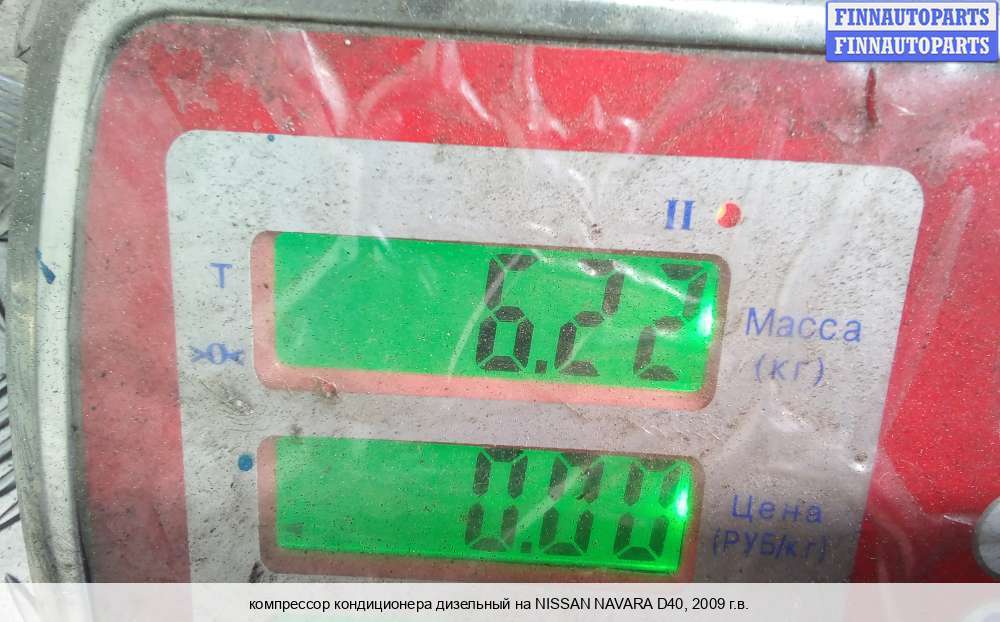 FINNAUTOPARTS
FINNAUTOPARTS
II
T
6.22
Масса
(кг)
>0<
0.00
Цена
(РУБ/кг)
компрессор кондиционера дизельный на NISSAN NAVARA D40, 2009 г.в.